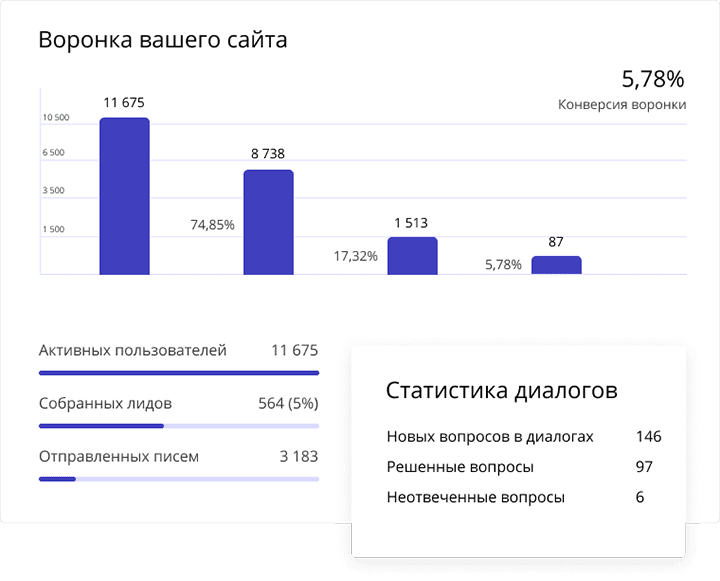 Воронка вашего сайта
5,78%
Конверсия воронки
11 675
10 500
8 738
6 500
3 500
74,85%
1 513
1 500
87
17,32%
5,78%
Активных пользователей 11 675
Собранных лидов 564 (5%)
Отправленных писем 3 183
Статистика диалогов
Новых вопросов в диалогах 146
Решенные вопросы 97
Неотвеченные вопросы 6